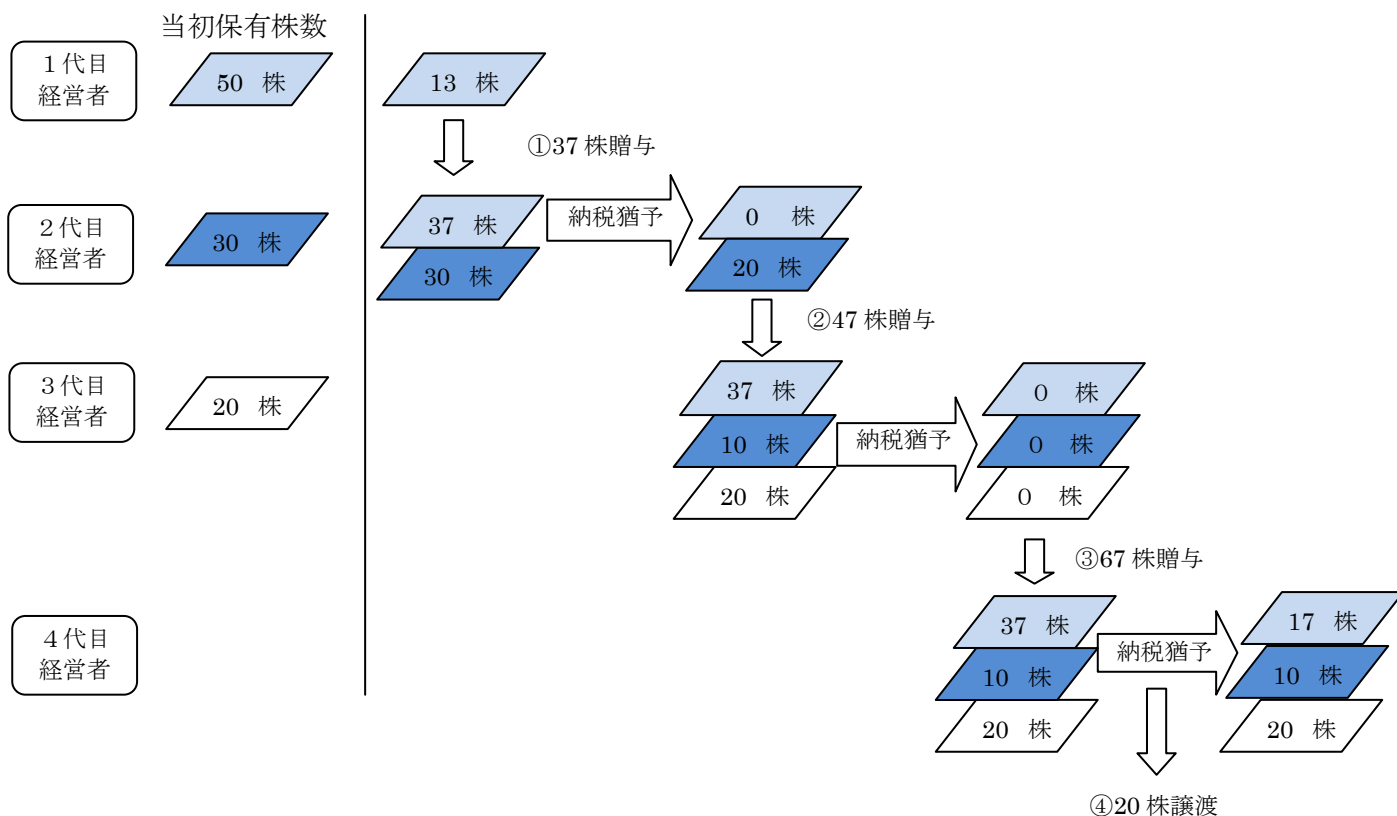 当初保有株数
１代目
経営者
50 株
13 株
①37 株贈与
２代目
経営者
30 株
37 株
30 株
納税猶予
0 株
20 株
②47 株贈与
３代目
経営者
20 株
37 株
10 株
20 株
納税猶予
０ 株
０ 株
０ 株
③67 株贈与
４代目
経営者
37 株
10 株
20 株
納税猶予
17 株
10 株
20 株
④20 株譲渡